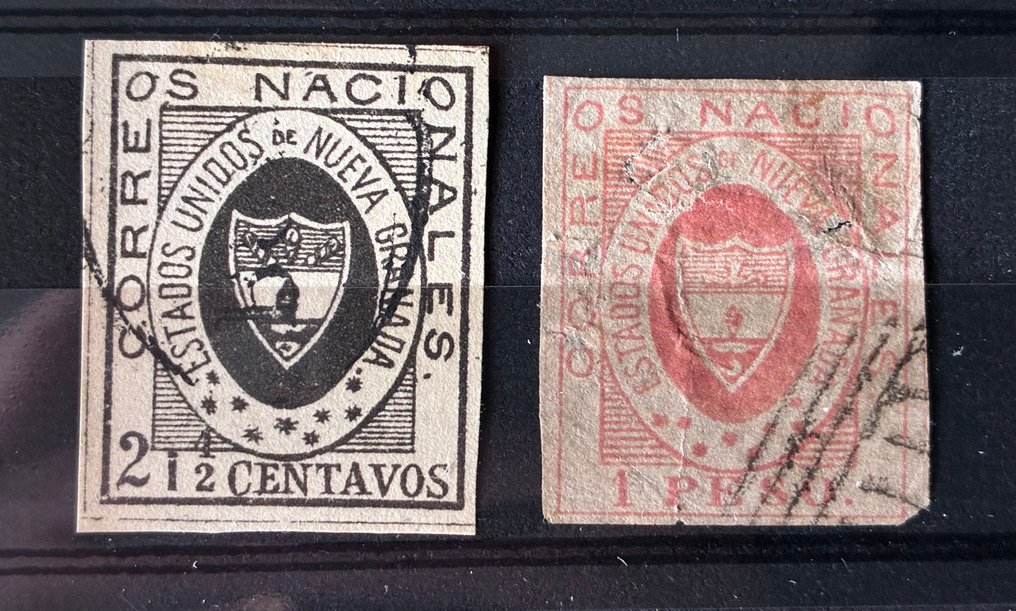 CORREOS NACIONALES.
ESTADOS UNIDOS DE NUEVA GRANADA.
2 1 1/2 CENTAVOS
CORREOS NACIONALES
ESTADOS UNIDOS DE NUEVA GRANADA
1 PESO.